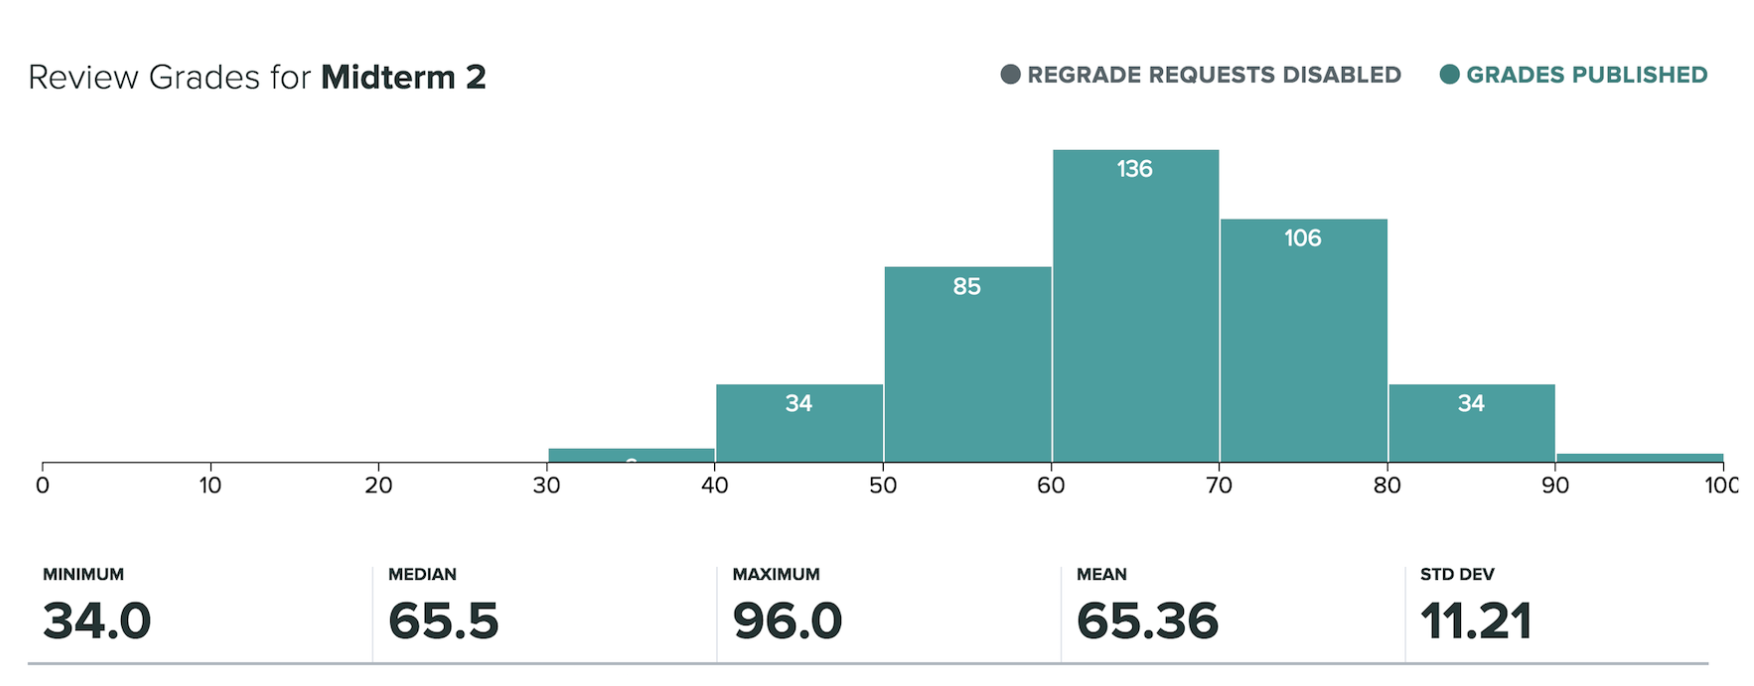 Review Grades for Midterm 2
REGRADE REQUESTS DISABLED
GRADES PUBLISHED
136
106
85
34
34
0 10 20 30 40 50 60 70 80 90 100
MINIMUM MEDIAN MAXIMUM MEAN STD DEV
34.0 65.5 96.0 65.36 11.21